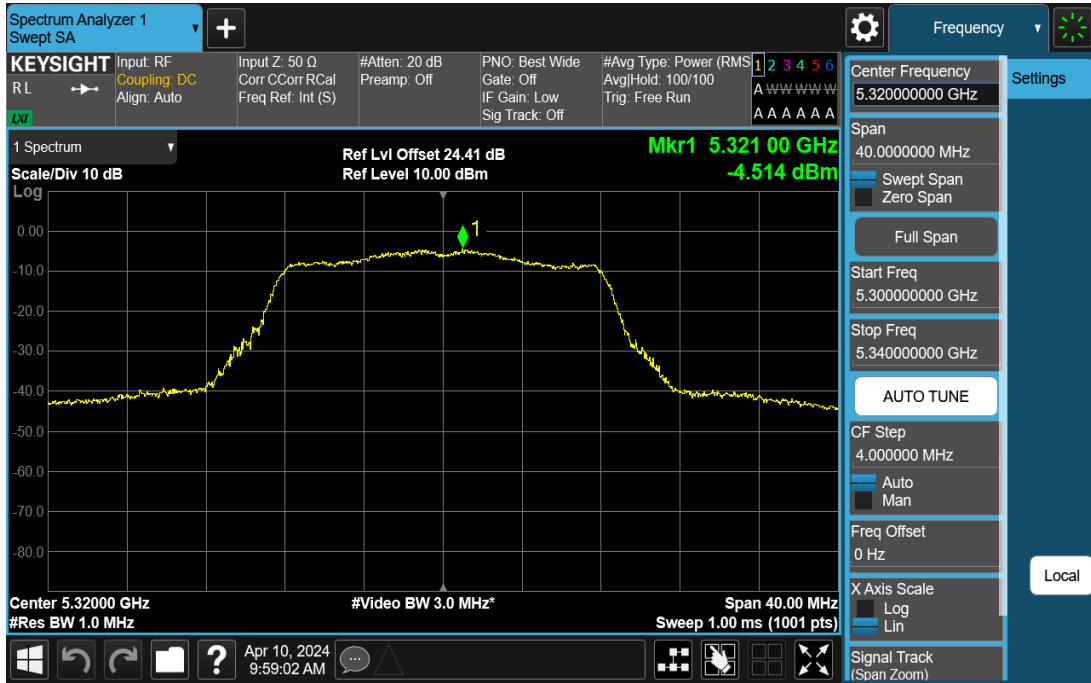 Spectrum Analyzer 1
Swept SA
+
Frequency
KEYSIGHT
RL
LXI
Input: RF
Coupling: DC
Align: Auto
Input Z: 50 Ω
Corr CCorr RCal
Freq Ref: Int (S)
#Atten: 20 dB
Preamp: Off
PNO: Best Wide
Gate: Off
IF Gain: Low
Sig Track: Off
#Avg Type: Power (RMS
Avg|Hold: 100/100
Trig: Free Run
1 2 3 4 5 6
A W W W W W
A A A A A A
1 Spectrum
Scale/Div 10 dB
Log
Ref Lvl Offset 24.41 dB
Ref Level 10.00 dBm
Mkr1 5.321 00 GHz
-4.514 dBm
1
0.00
-10.0
-20.0
-30.0
-40.0
-50.0
-60.0
-70.0
-80.0
Center 5.32000 GHz
#Res BW 1.0 MHz
#Video BW 3.0 MHz*
Span 40.00 MHz
Sweep 1.00 ms (1001 pts)
?
Apr 10, 2024
9:59:02 AM
Center Frequency
5.320000000 GHz
Span
40.0000000 MHz
Swept Span
Zero Span
Full Span
Start Freq
5.300000000 GHz
Stop Freq
5.340000000 GHz
AUTO TUNE
CF Step
4.000000 MHz
Auto
Man
Freq Offset
0 Hz
X Axis Scale
Log
Lin
Signal Track
(Span Zoom)
Settings
Local